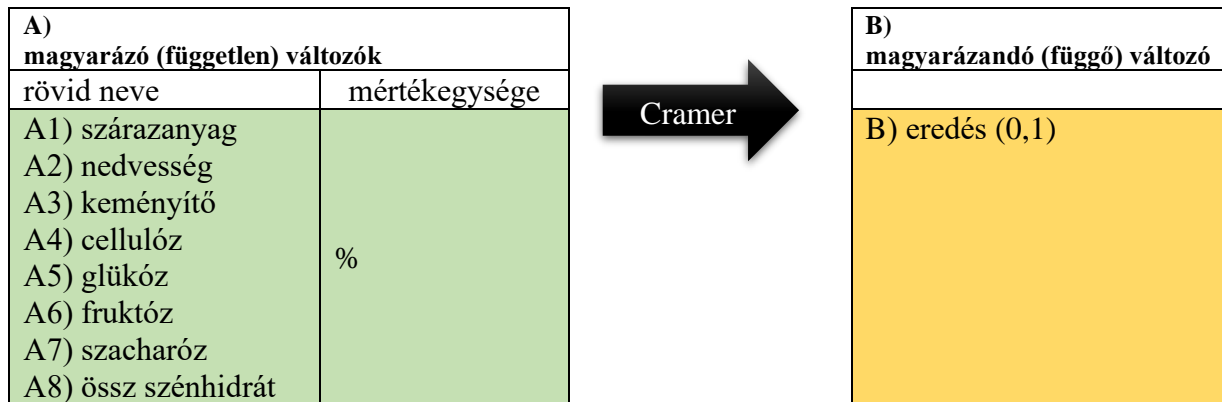 A)
magyarázó (független) változók
rövid neve mértékegysége
A1) szárazanyag
A2) nedvesség
A3) keményítő
A4) cellulóz
A5) glükóz
A6) fruktóz
A7) szacharóz
A8) össz szénhidrát
%
Cramer
B)
magyarázandó (függő) változó
B) eredés (0,1)